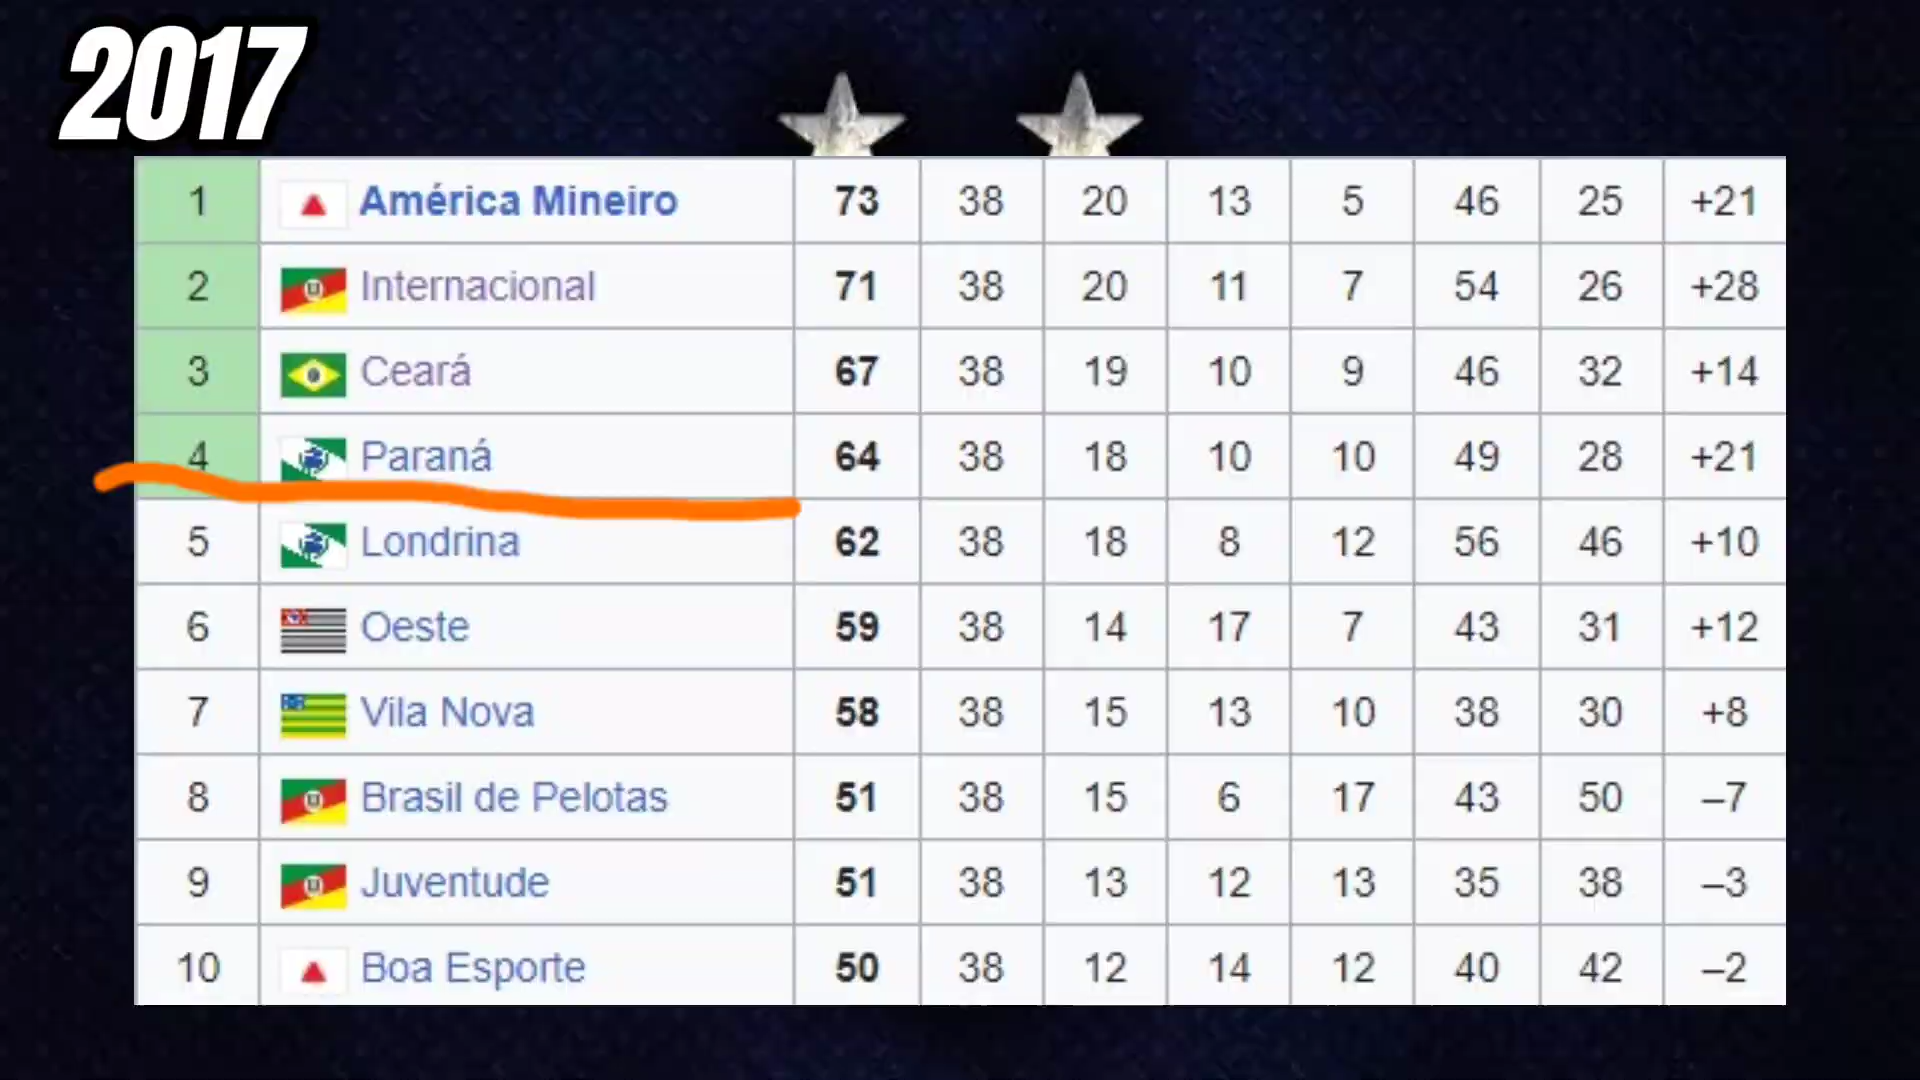 2017
1 América Mineiro 73 38 20 13 5 46 25 +21
2 Internacional 71 38 20 11 7 54 26 +28
3 Ceará 67 38 19 10 9 46 32 +14
4 Paraná 64 38 18 10 10 49 28 +21
5 Londrina 62 38 18 8 12 56 46 +10
6 Oeste 59 38 14 17 7 43 31 +12
7 Vila Nova 58 38 15 13 10 38 30 +8
8 Brasil de Pelotas 51 38 15 6 17 43 50 –7
9 Juventude 51 38 13 12 13 35 38 –3
10 Boa Esporte 50 38 12 14 12 40 42 –2